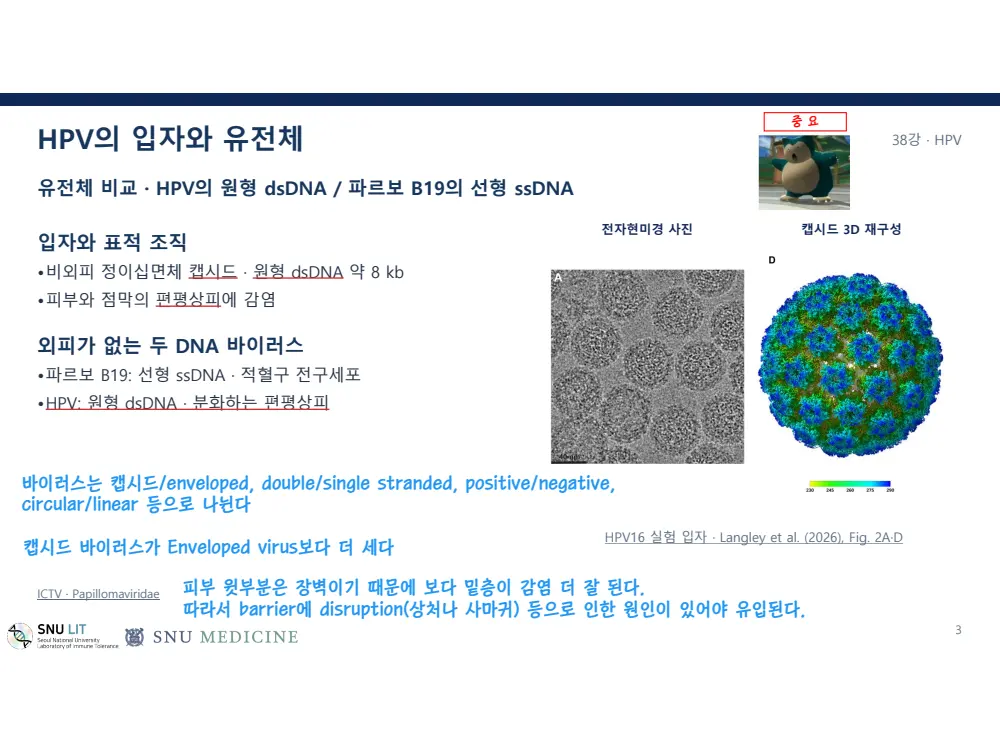 중 요
38강 · HPV
HPV의 입자와 유전체
유전체 비교 · HPV의 원형 dsDNA / 파르보 B19의 선형 ssDNA
입자와 표적 조직
•비외피 정이십면체 캡시드 · 원형 dsDNA 약 8 kb
•피부와 점막의 편평상피에 감염
외피가 없는 두 DNA 바이러스
•파르보 B19: 선형 ssDNA · 적혈구 전구세포
•HPV: 원형 dsDNA · 분화하는 편평상피
전자현미경 사진
캡시드 3D 재구성
A
D
230 245 260 275 290
HPV16 실험 입자 · Langley et al. (2026), Fig. 2A·D
바이러스는 캡시드/enveloped, double/single stranded, positive/negative,
circular/linear 등으로 나뉜다
캡시드 바이러스가 Enveloped virus보다 더 세다
피부 윗부분은 장벽이기 때문에 보다 밑층이 감염 더 잘 된다.
따라서 barrier에 disruption(상처나 사마귀) 등으로 인한 원인이 있어야 유입된다.
ICTV · Papillomaviridae
SNU LIT
Seoul National University
Laboratory of Immune Tolerance
SNU MEDICINE
3